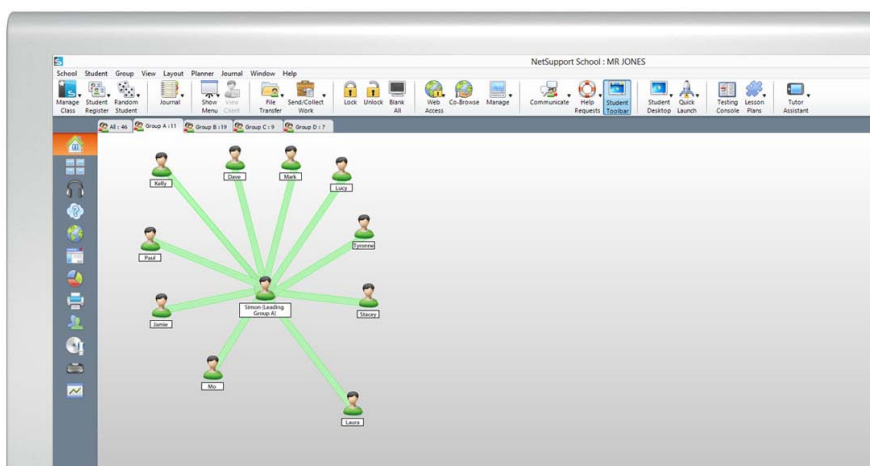 NetSupport School : MR JONES
School Student Group View Layout Planner Journal Window Help
Manage Class
Student Register
Random Student
Journal
Show Menu
View Client
File Transfer
Send/Collect Work
Lock
Unlock
Blank All
Web Access
Co-Browse
Manage
Communicate
Help Requests
Student Toolbar
Student Desktop
Quick Launch
Testing Console
Lesson Plans
Tutor Assistant
All : 46
Group A : 11
Group B : 19
Group C : 9
Group D : 7
Kelly
Dave
Mark
Lucy
Tyronne
Paul
Simon (Leading
Group A)
Stacey
Jamie
Mo
Laura